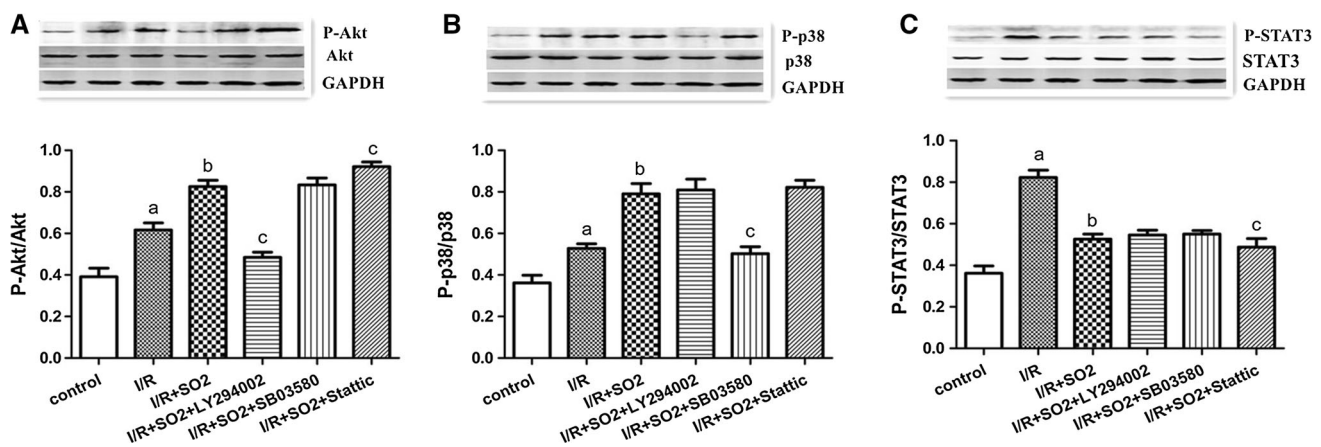 A
P-Akt
Akt
GAPDH
P-Akt/Akt
1.0
0.8
0.6
0.4
0.2
0.0
a
b
c
c
control
I/R
I/R+SO2
I/R+SO2+LY294002
I/R+SO2+SB03580
I/R+SO2+Stattic
B
P-p38
p38
GAPDH
P-p38/p38
1.0
0.8
0.6
0.4
0.2
0.0
a
b
c
control
I/R
I/R+SO2
I/R+SO2+LY294002
I/R+SO2+SB03580
I/R+SO2+Stattic
C
P-STAT3
STAT3
GAPDH
P-STAT3/STAT3
1.0
0.8
0.6
0.4
0.2
0.0
a
b
c
control
I/R
I/R+SO2
I/R+SO2+LY294002
I/R+SO2+SB03580
I/R+SO2+Stattic